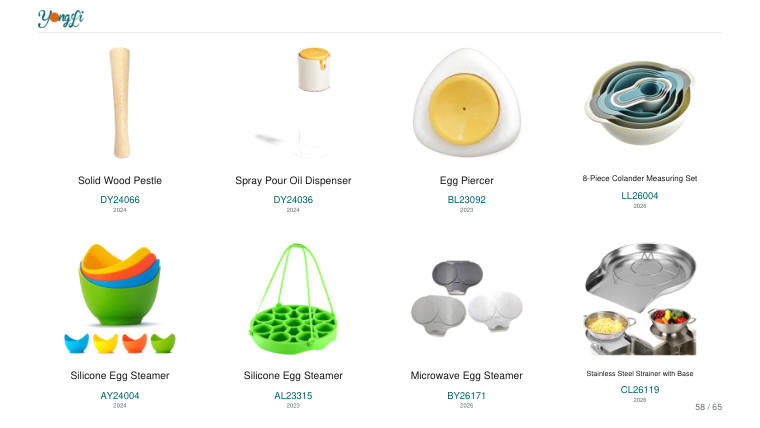 YongLi
Solid Wood Pestle
DY24066
2024
Spray Pour Oil Dispenser
DY24036
2024
Egg Piercer
BL23092
2023
8-Piece Colander Measuring Set
LL26004
2026
Silicone Egg Steamer
AY24004
2024
Silicone Egg Steamer
AL23315
2023
Microwave Egg Steamer
BY26171
2026
Stainless Steel Strainer with Base
CL26119
2026
58 / 65